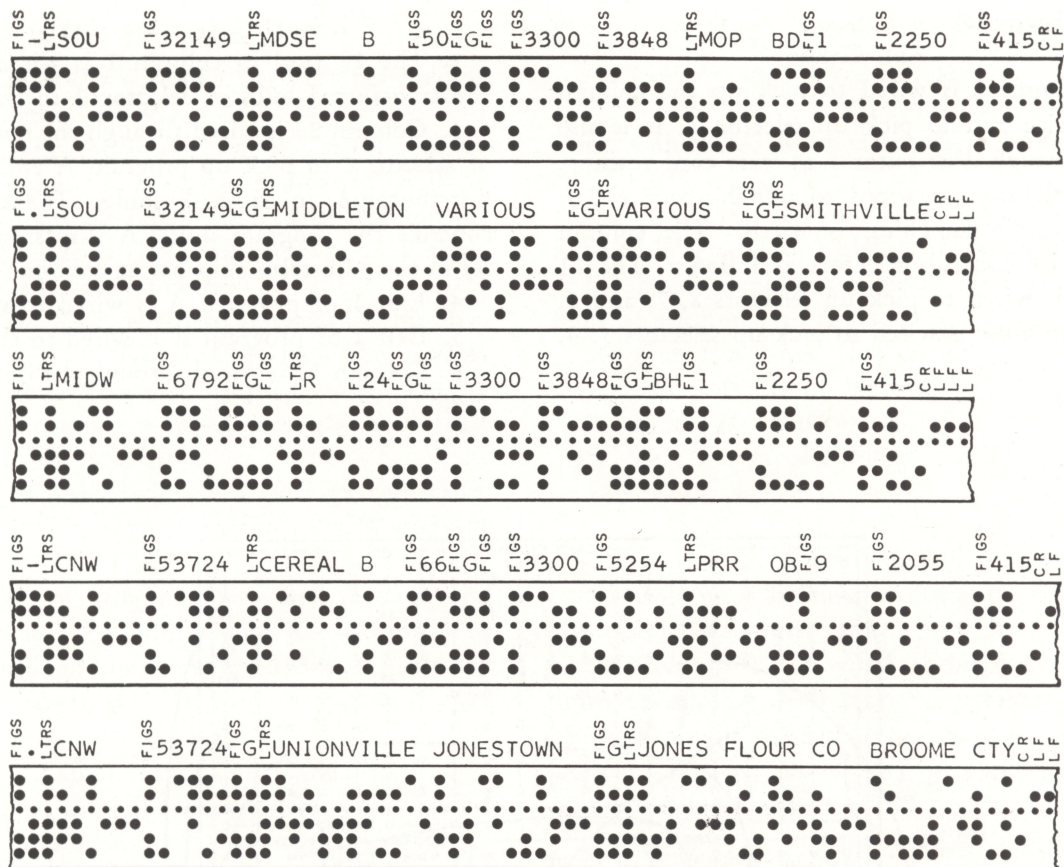 FIGS - LTRS SOU FIGS 32149 LTRS MDSE B FIGS 50 FIGS G FIGS FIGS 3300 FIGS 3848 LTRS MOP BD FIGS 1 FIGS 2250 FIGS 415 CR LF
FIGS . LTRS SOU FIGS 32149 FIGS G LTRS MIDDLETON VARIOUS FIGS G LTRS VARIOUS FIGS G LTRS SMITHVILLE CR LF LF
FIGS LTRS MIDW FIGS 6792 FIGS G FIGS LTRS R FIGS 24 FIGS G FIGS FIGS 3300 FIGS 3848 FIGS G LTRS BH FIGS 1 FIGS 2250 FIGS 415 CR LF LF LF
FIGS - LTRS CNW FIGS 53724 LTRS CEREAL B FIGS 66 FIGS G FIGS FIGS 3300 FIGS 5254 LTRS PRR OB FIGS 9 FIGS 2055 FIGS 415 CR LF
FIGS . LTRS CNW FIGS 53724 FIGS G LTRS UNIONVILLE JONESTOWN FIGS G LTRS JONES FLOUR CO BROOME CTY CR LF LF